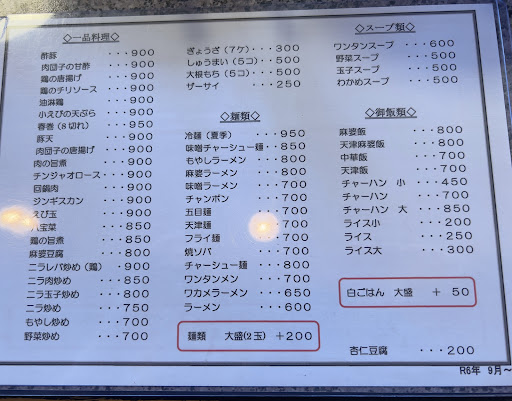 ◇一品料理◇
酢豚 ・・・900
肉団子の甘酢 ・・・900
鶏の唐揚げ ・・・900
鶏のチリソース ・・・900
油淋鶏 ・・・900
小えびの天ぷら ・・・900
春巻(8切れ) ・・・950
豚天 ・・・900
肉団子の唐揚げ ・・・900
肉の旨煮 ・・・900
チンジャオロース ・・・900
回鍋肉 ・・・900
ジンギスカン ・・・900
えび玉 ・・・950
八宝菜 ・・・850
鶏の旨煮 ・・・850
麻婆豆腐 ・・・800
ニラレバ炒め(鶏) ・900
ニラ肉炒め ・・・850
ニラ玉子炒め ・・・800
ニラ炒め ・・・750
もやし炒め ・・・700
野菜炒め ・・・700
ぎょうざ(7ケ) ・・・300
しゅうまい(5コ) ・・・500
大根もち(5コ) ・・・500
ザーサイ ・・・250
◇麺類◇
冷麺(夏季) ・・・950
味噌チャーシュー麺 ・・850
もやしラーメン ・・・800
麻婆ラーメン ・・・800
味噌ラーメン ・・・700
チャンポン ・・・700
五目麺 ・・・700
天津麺 ・・・700
フライ麺 ・・・700
焼ソバ ・・・700
チャーシュー麺 ・・・800
ワンタンメン ・・・700
ワカメラーメン ・・・650
ラーメン ・・・600
麺類 大盛(2玉) +200
◇スープ類◇
ワンタンスープ ・・・600
野菜スープ ・・・500
玉子スープ ・・・500
わかめスープ ・・・500
◇御飯類◇
麻婆飯 ・・・800
天津麻婆飯 ・・・800
中華飯 ・・・700
天津飯 ・・・700
チャーハン 小 ・・・450
チャーハン ・・・700
チャーハン 大 ・・・850
ライス小 ・・・200
ライス ・・・250
ライス大 ・・・300
白ごはん 大盛 + 50
杏仁豆腐 ・・・200
R6年 9月~